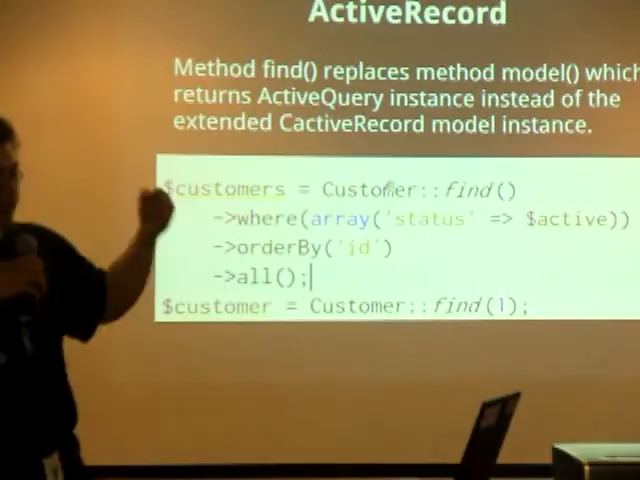 ActiveRecord
Method find() replaces method model() which
returns ActiveQuery instance instead of the
extended CactiveRecord model instance.
$customers = Customer::find()
->where(array('status' => $active))
->orderBy('id')
->all();
$customer = Customer::find(1);